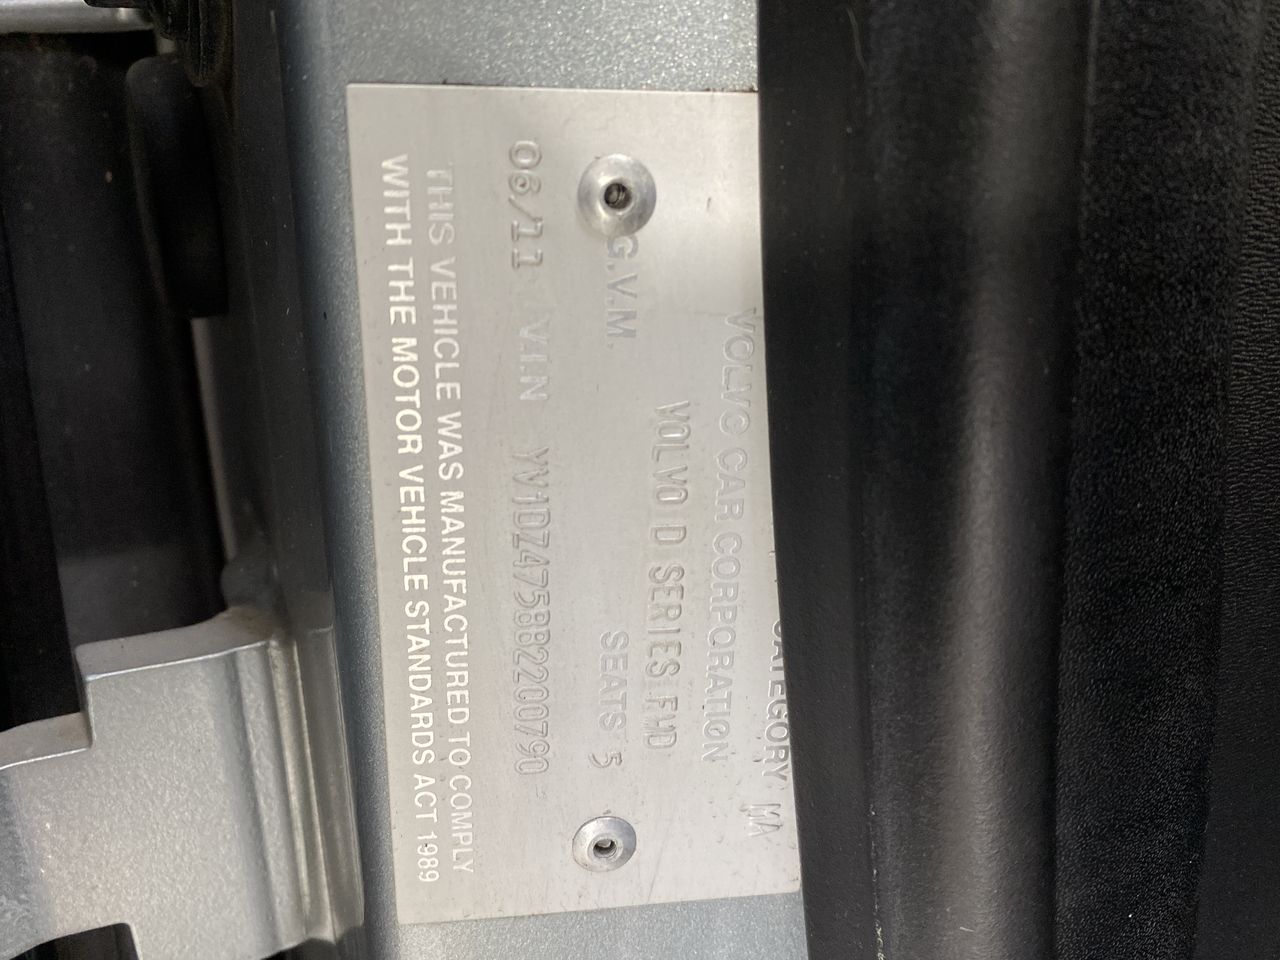 CATEGORY MA
VOLVO CAR CORPORATION
VOLVO D SERIES FWD
G.V.M. SEATS 5
06/11 VIN YV1DZ475BB2200790
THIS VEHICLE WAS MANUFACTURED TO COMPLY
WITH THE MOTOR VEHICLE STANDARDS ACT 1989